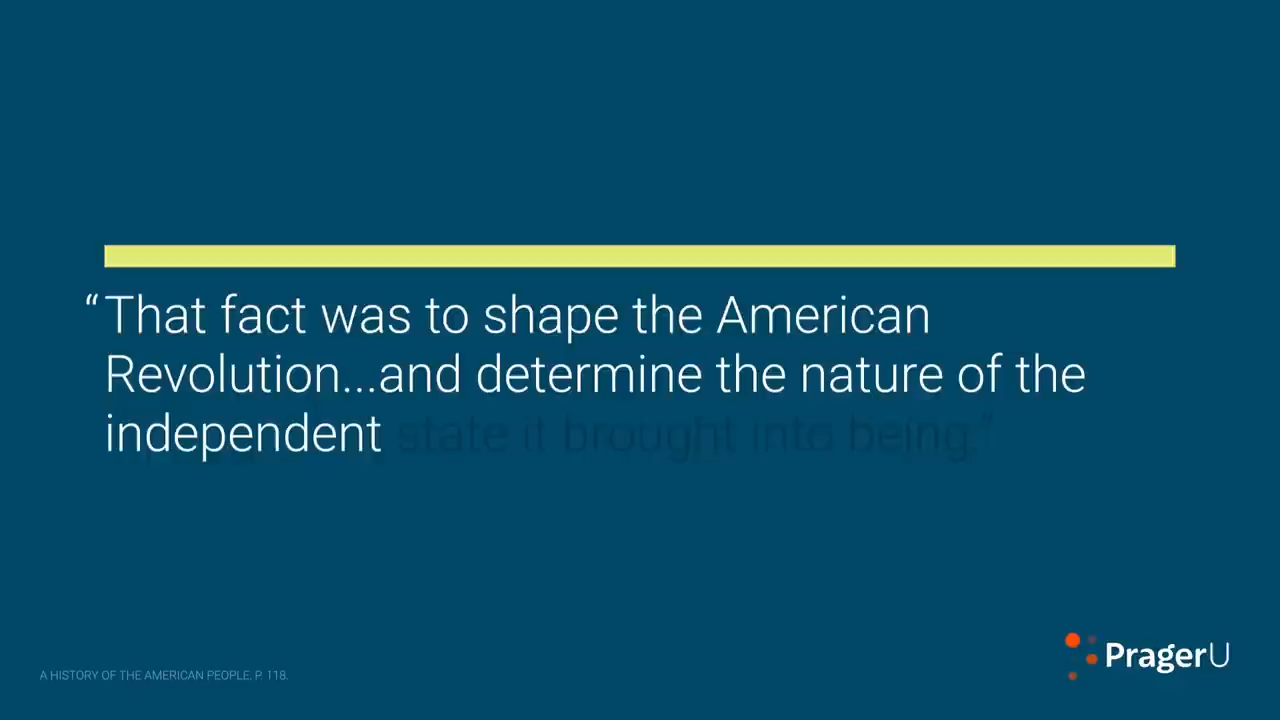 “That fact was to shape the American
Revolution...and determine the nature of the
independent state it brought into being.”
A HISTORY OF THE AMERICAN PEOPLE. P. 118.
PragerU